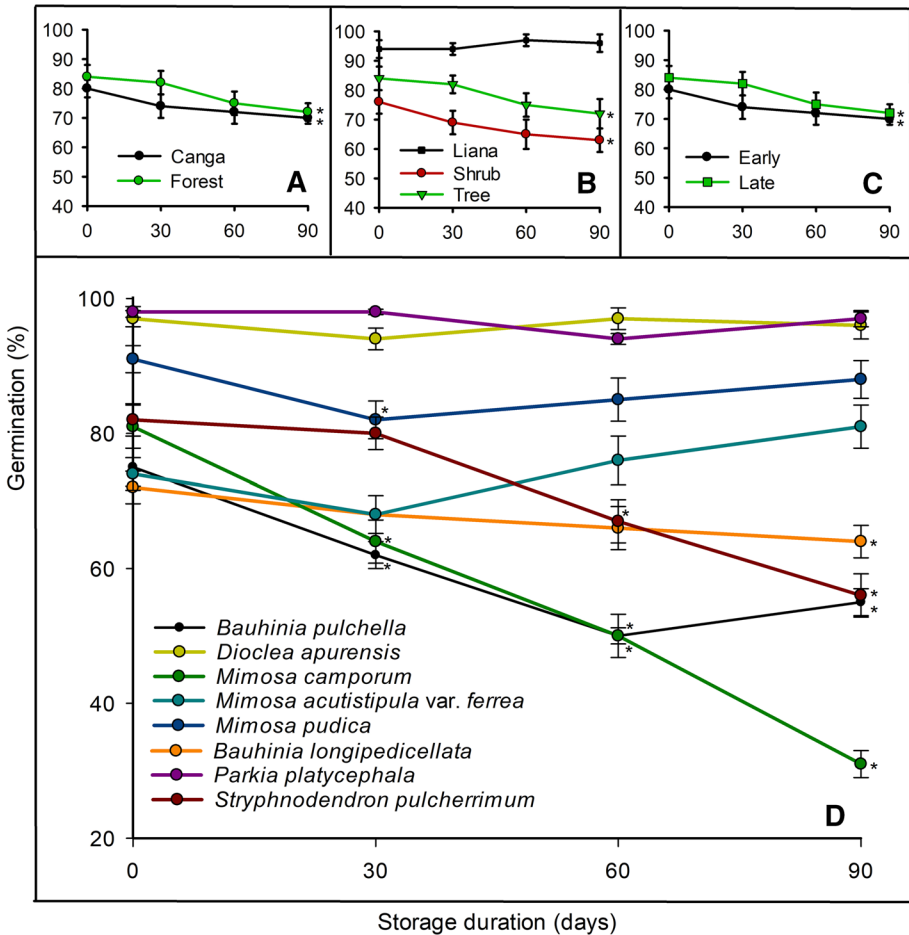 100
90
80
70
60
50
40
0 30 60 90
Canga
Forest
A
*
*
100
90
80
70
60
50
40
0 30 60 90
Liana
Shrub
Tree
B
*
*
100
90
80
70
60
50
40
0 30 60 90
Early
Late
C
*
*
Germination (%)
100
80
60
40
20
0 30 60 90
*
*
*
*
*
*
*
*
*
*
Bauhinia pulchella
Dioclea apurensis
Mimosa camporum
Mimosa acutistipula var. ferrea
Mimosa pudica
Bauhinia longipedicellata
Parkia platycephala
Stryphnodendron pulcherrimum
D
Storage duration (days)